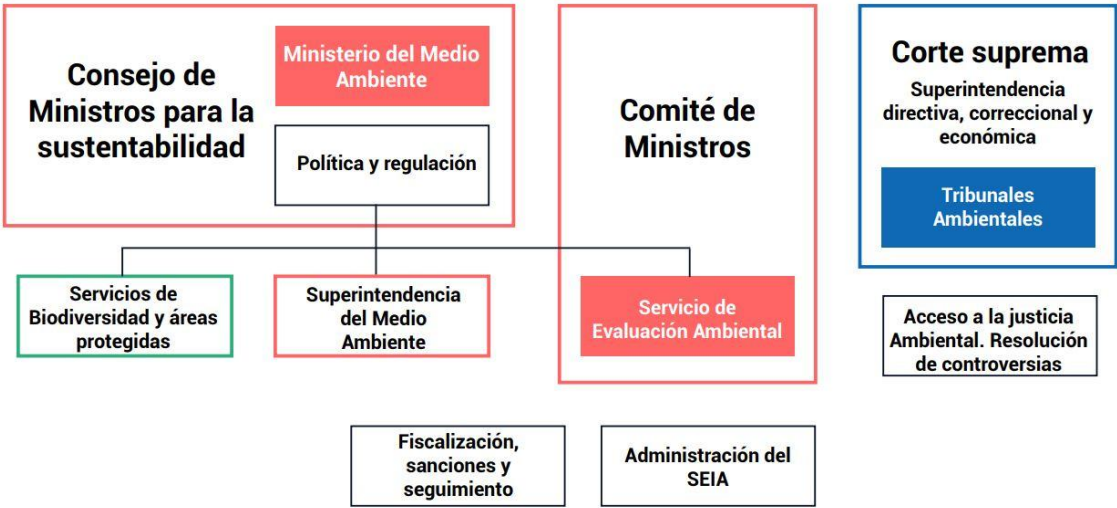 Consejo de
Ministros para la
sustentabilidad
Ministerio del Medio
Ambiente
Política y regulación
Comité de
Ministros
Corte suprema
Superintendencia
directiva, correccional y
económica
Tribunales
Ambientales
Servicios de
Biodiversidad y áreas
protegidas
Superintendencia
del Medio
Ambiente
Servicio de
Evaluación Ambiental
Acceso a la justicia
Ambiental. Resolución
de controversias
Fiscalización,
sanciones y
seguimiento
Administración del
SEIA